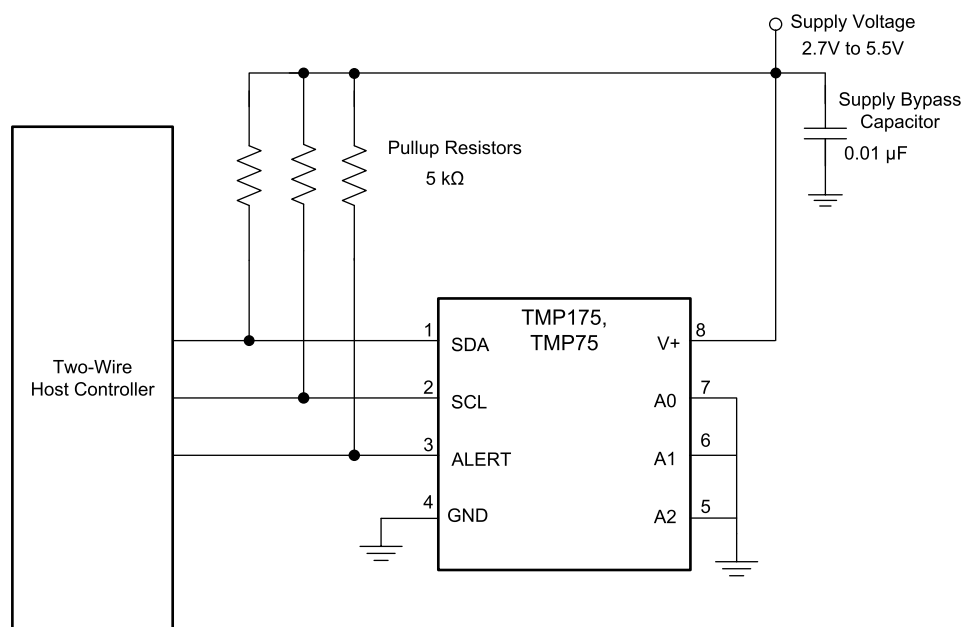 Supply Voltage
2.7V to 5.5V
Supply Bypass
Capacitor
0.01 µF
Pullup Resistors
5 kΩ
Two-Wire
Host Controller
TMP175,
TMP75
1
SDA
V+
8
2
SCL
A0
7
3
ALERT
A1
6
4
GND
A2
5